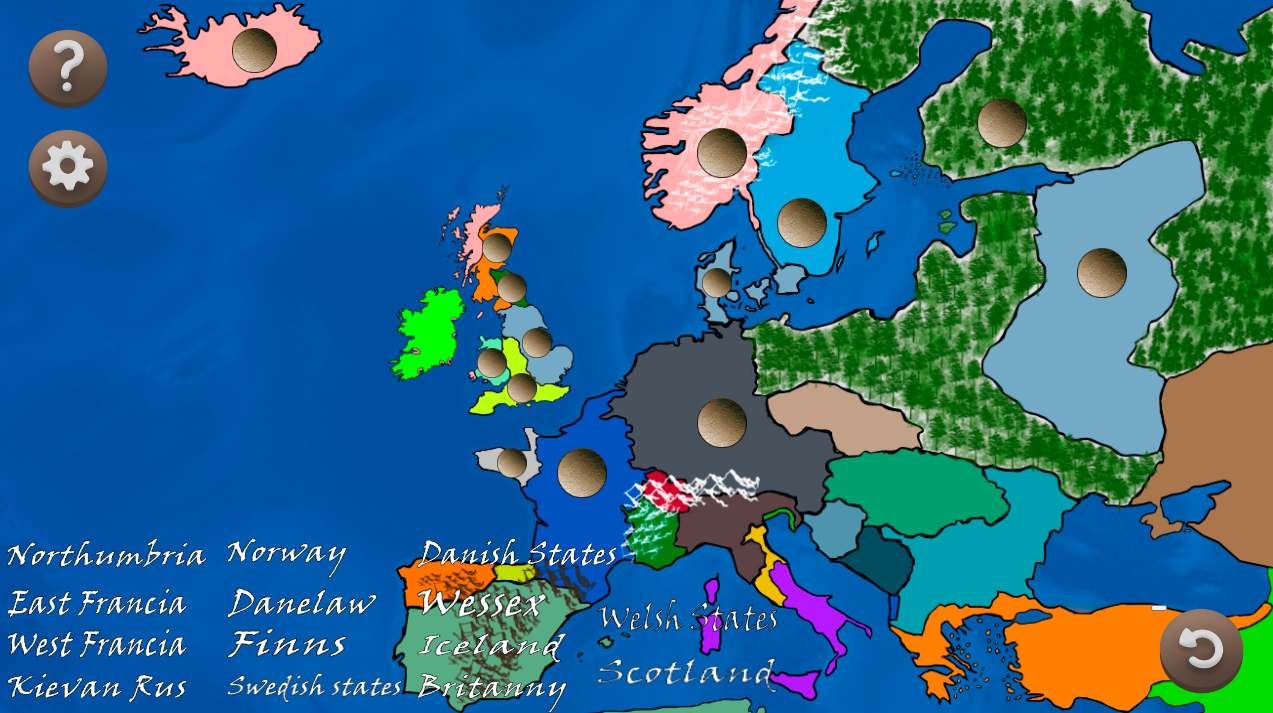 ?
Northumbria Norway Danish States
East Francia Danelaw Wessex Welsh States
West Francia Finns Iceland
Kievan Rus Swedish states Britanny Scotland